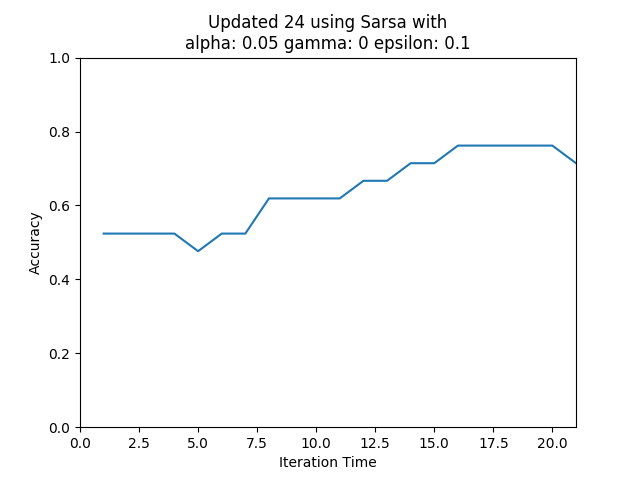 Updated 24 using Sarsa with
alpha: 0.05 gamma: 0 epsilon: 0.1
1.0
0.8
0.6
0.4
0.2
0.0
Accuracy
0.0 2.5 5.0 7.5 10.0 12.5 15.0 17.5 20.0
Iteration Time